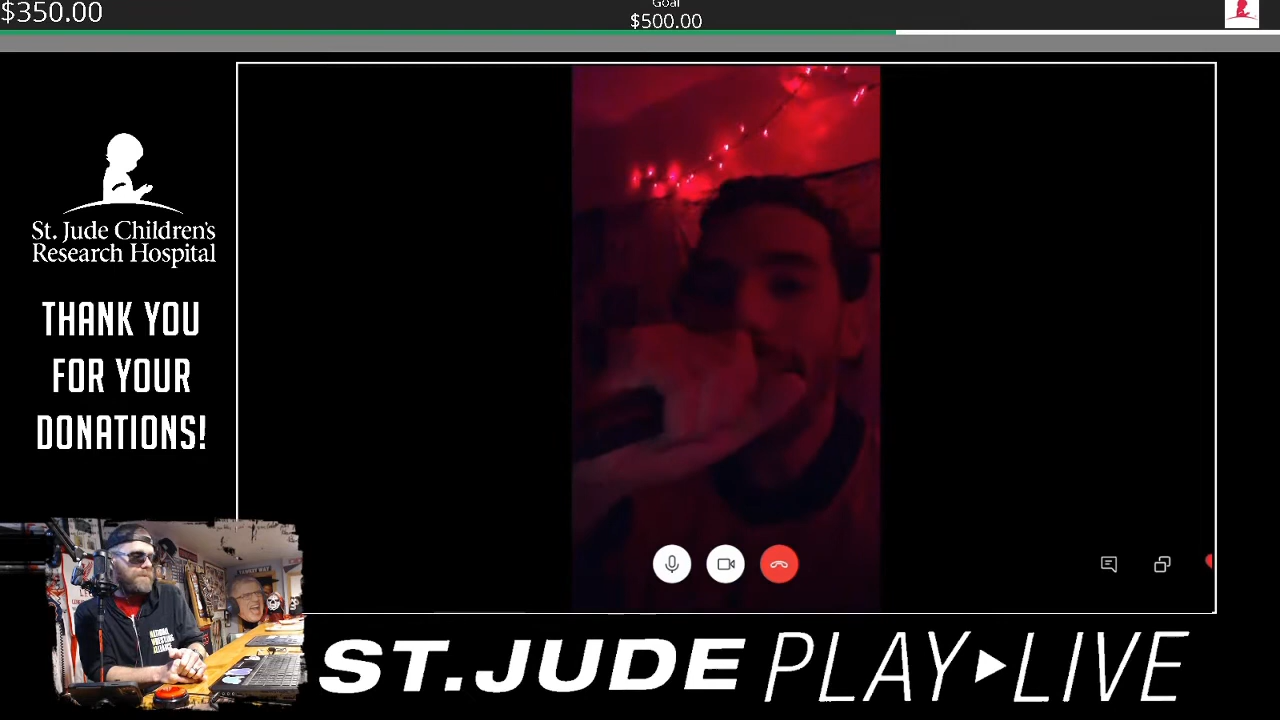 $350.00
Goal
$500.00
St. Jude Children's
Research Hospital
THANK YOU
FOR YOUR
DONATIONS!
ST. JUDE PLAY LIVE